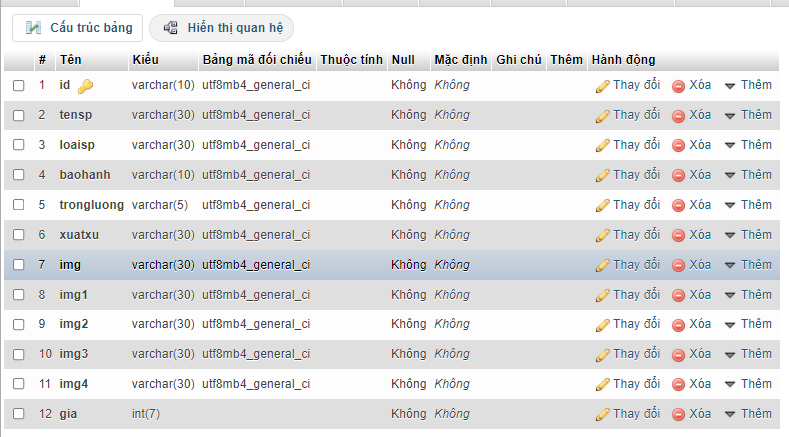 Cấu trúc bảng Hiển thị quan hệ
# Tên Kiểu Bảng mã đối chiếu Thuộc tính Null Mặc định Ghi chú Thêm Hành động
1 id varchar(10) utf8mb4_general_ci Không Không Thay đổi Xóa Thêm
2 tensp varchar(30) utf8mb4_general_ci Không Không Thay đổi Xóa Thêm
3 loaisp varchar(30) utf8mb4_general_ci Không Không Thay đổi Xóa Thêm
4 baohanh varchar(10) utf8mb4_general_ci Không Không Thay đổi Xóa Thêm
5 trongluong varchar(5) utf8mb4_general_ci Không Không Thay đổi Xóa Thêm
6 xuatxu varchar(30) utf8mb4_general_ci Không Không Thay đổi Xóa Thêm
7 img varchar(30) utf8mb4_general_ci Không Không Thay đổi Xóa Thêm
8 img1 varchar(30) utf8mb4_general_ci Không Không Thay đổi Xóa Thêm
9 img2 varchar(30) utf8mb4_general_ci Không Không Thay đổi Xóa Thêm
10 img3 varchar(30) utf8mb4_general_ci Không Không Thay đổi Xóa Thêm
11 img4 varchar(30) utf8mb4_general_ci Không Không Thay đổi Xóa Thêm
12 gia int(7) Không Không Thay đổi Xóa Thêm